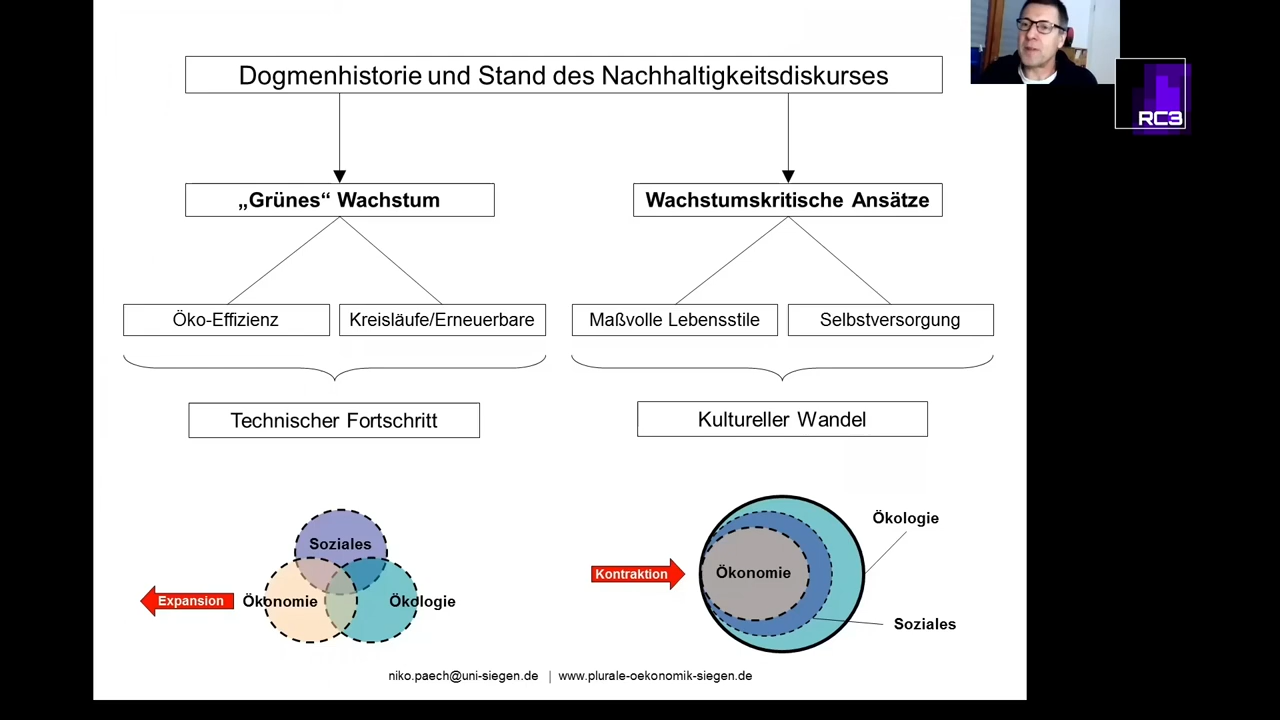 Dogmenhistorie und Stand des Nachhaltigkeitsdiskurses
RC3
„Grünes“ Wachstum
Wachstumskritische Ansätze
Öko-Effizienz
Kreisläufe/Erneuerbare
Maßvolle Lebensstile
Selbstversorgung
Technischer Fortschritt
Kultureller Wandel
Soziales
Expansion
Ökonomie
Ökologie
Kontraktion
Ökonomie
Ökologie
Soziales
niko.paech@uni-siegen.de | www.plurale-oekonomik-siegen.de